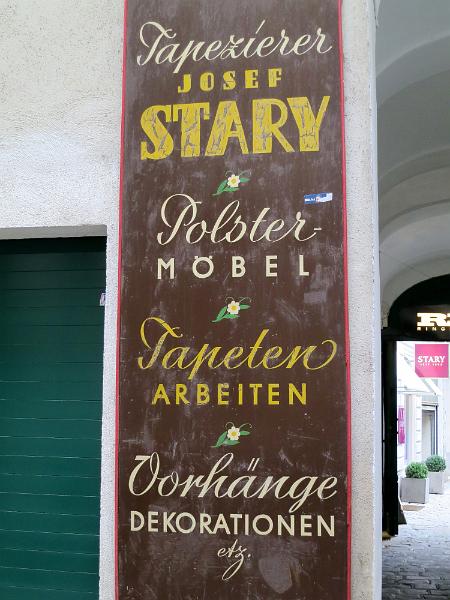 Tapezierer
JOSEF
STARY
Polster-
MÖBEL
Tapeten
ARBEITEN
Vorhänge
DEKORATIONEN
etz.
STARY